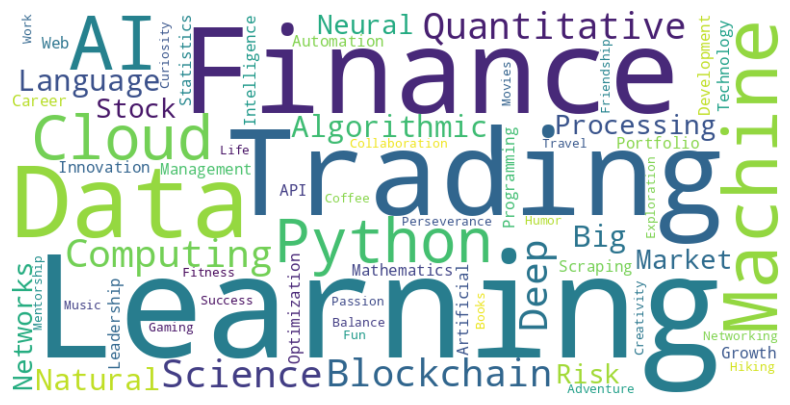 Work
Web
AI
Curiosity
Statistics
Finance
Intelligence
Neural
Automation
Quantitative
Movies
Friendship
Development
Technology
Language
Career
Stock
Cloud
Trading
Algorithmic
Processing
Machine
Life
Collaboration
Travel
Portfolio
Innovation
Management
Data
API
Coffee
Programming
Perseverance
Humor
Exploration
Computing
Python
Big
Deep
Market
Scraping
Networks
Mentorship
Learning
Music
Leadership
Fitness
Success
Gaming
Optimization
Mathematics
Passion
Balance
Fun
Artificial
Books
Creativity
Networking
Growth
Hiking
Natural
Science
Blockchain
Risk
Adventure